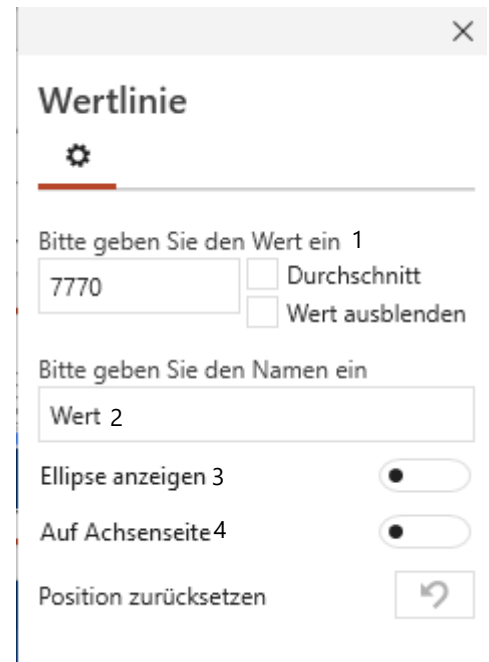 Wertlinie
Bitte geben Sie den Wert ein 1
7770
Durchschnitt
Wert ausblenden
Bitte geben Sie den Namen ein
Wert 2
Ellipse anzeigen 3
Auf Achsenseite 4
Position zurücksetzen